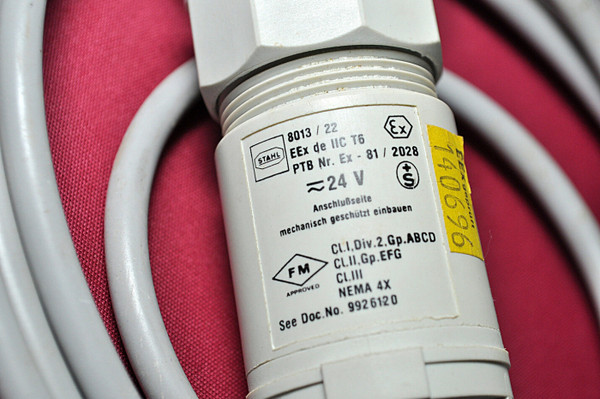 STAHL
8013 / 22
EEx de IIC T6
PTB Nr. Ex - 81 / 2028
εx
+S
≂ 24 V
Anschlußseite
mechanisch geschützt einbauen
FM
APPROVED
Cl.I,Div.2,Gp.ABCD
Cl.II,Gp.EFG
Cl.III
NEMA 4X
See Doc.No. 9926120
140696